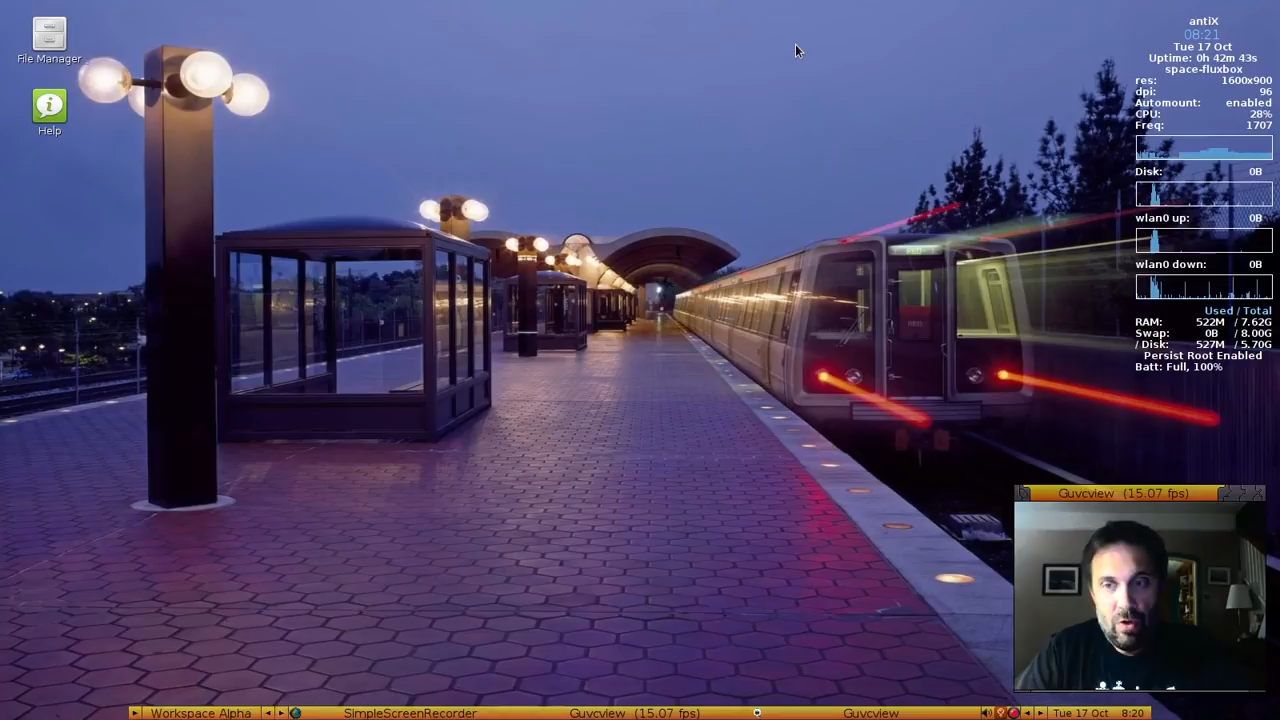 File Manager
Help
antiX
08:21
Tue 17 Oct
Uptime: 0h 42m 43s
space-fluxbox
res: 1600x900
dpi: 96
Automount: enabled
CPU: 28%
Freq: 1707
Disk: 0B
wlan0 up: 0B
wlan0 down: 0B
Used / Total
RAM: 522M / 7.62G
Swap: 0B / 8.00G
/ Disk: 527M / 5.70G
Persist Root Enabled
Batt: Full, 100%
Guvcview (15.07 fps)
Workspace Alpha
SimpleScreenRecorder
Guvcview (15.07 fps)
Guvcview
Tue 17 Oct 8:20